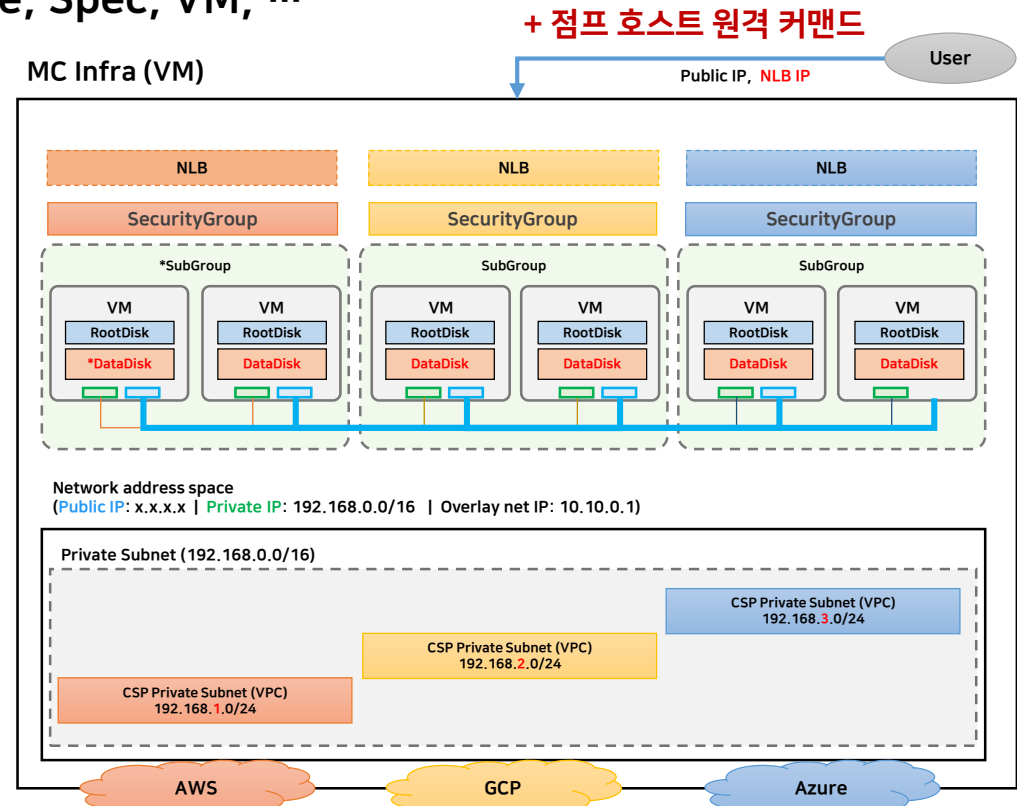 e, Spec, VM, ...
+ 점프 호스트 원격 커맨드
User
MC Infra (VM)
Public IP, NLB IP
NLB
NLB
NLB
SecurityGroup
SecurityGroup
SecurityGroup
*SubGroup
SubGroup
SubGroup
VM
VM
VM
VM
VM
VM
RootDisk
RootDisk
RootDisk
RootDisk
RootDisk
RootDisk
*DataDisk
DataDisk
DataDisk
DataDisk
DataDisk
DataDisk
Network address space
(Public IP: x.x.x.x | Private IP: 192.168.0.0/16 | Overlay net IP: 10.10.0.1)
Private Subnet (192.168.0.0/16)
CSP Private Subnet (VPC)
192.168.3.0/24
CSP Private Subnet (VPC)
192.168.2.0/24
CSP Private Subnet (VPC)
192.168.1.0/24
AWS
GCP
Azure